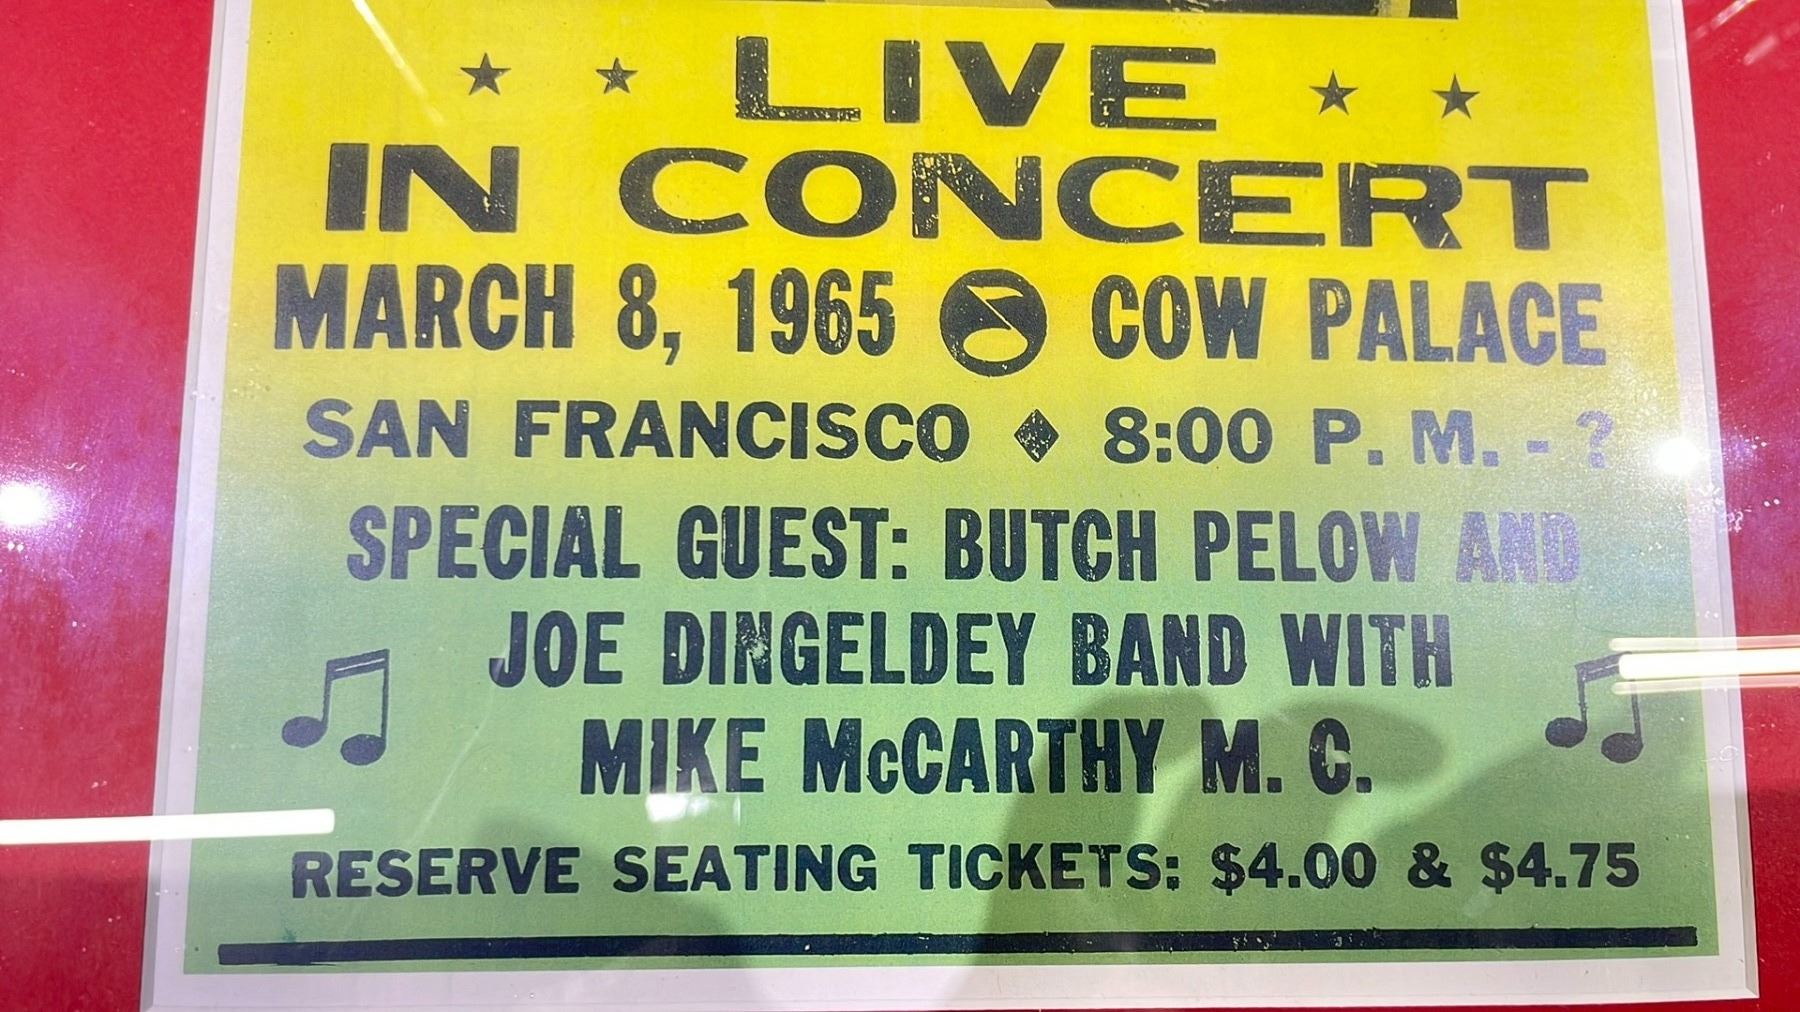 LIVE
IN CONCERT
MARCH 8, 1965 COW PALACE
SAN FRANCISCO ♦ 8:00 P. M. - ?
SPECIAL GUEST: BUTCH PELOW AND
JOE DINGELDEY BAND WITH
MIKE McCARTHY M. C.
RESERVE SEATING TICKETS: $4.00 & $4.75